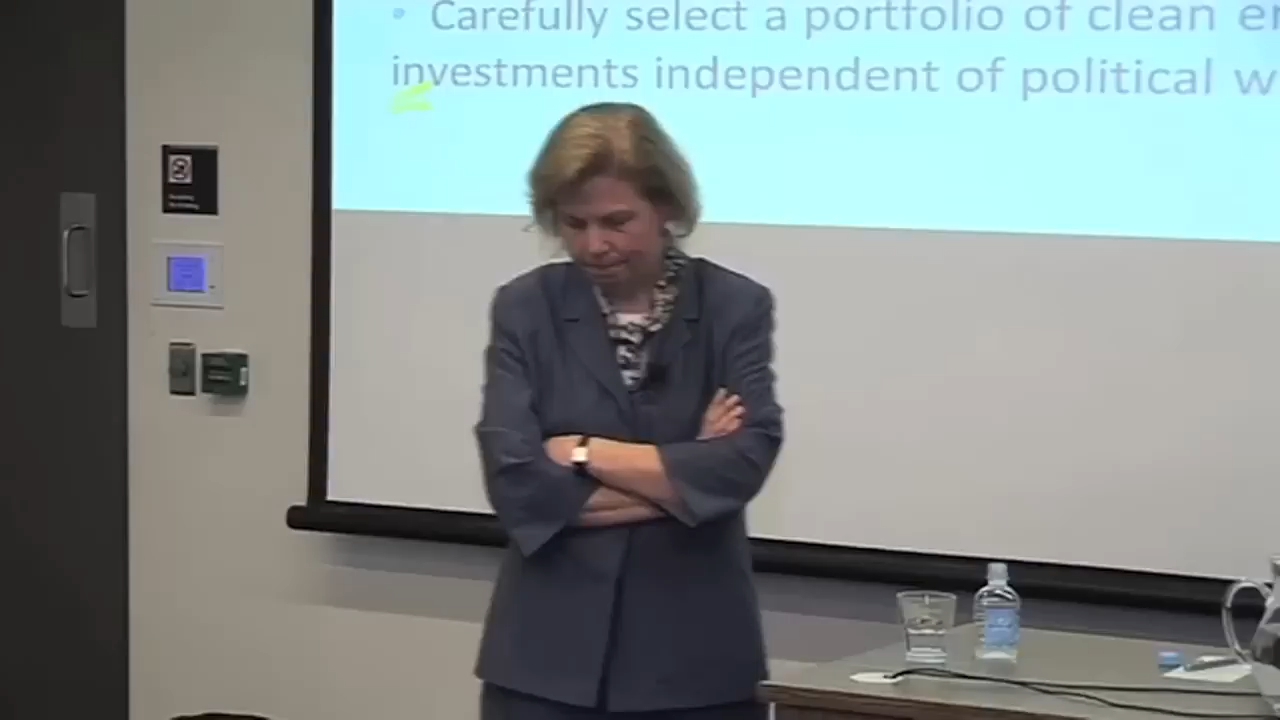 • Carefully select a portfolio of clean
investments independent of political